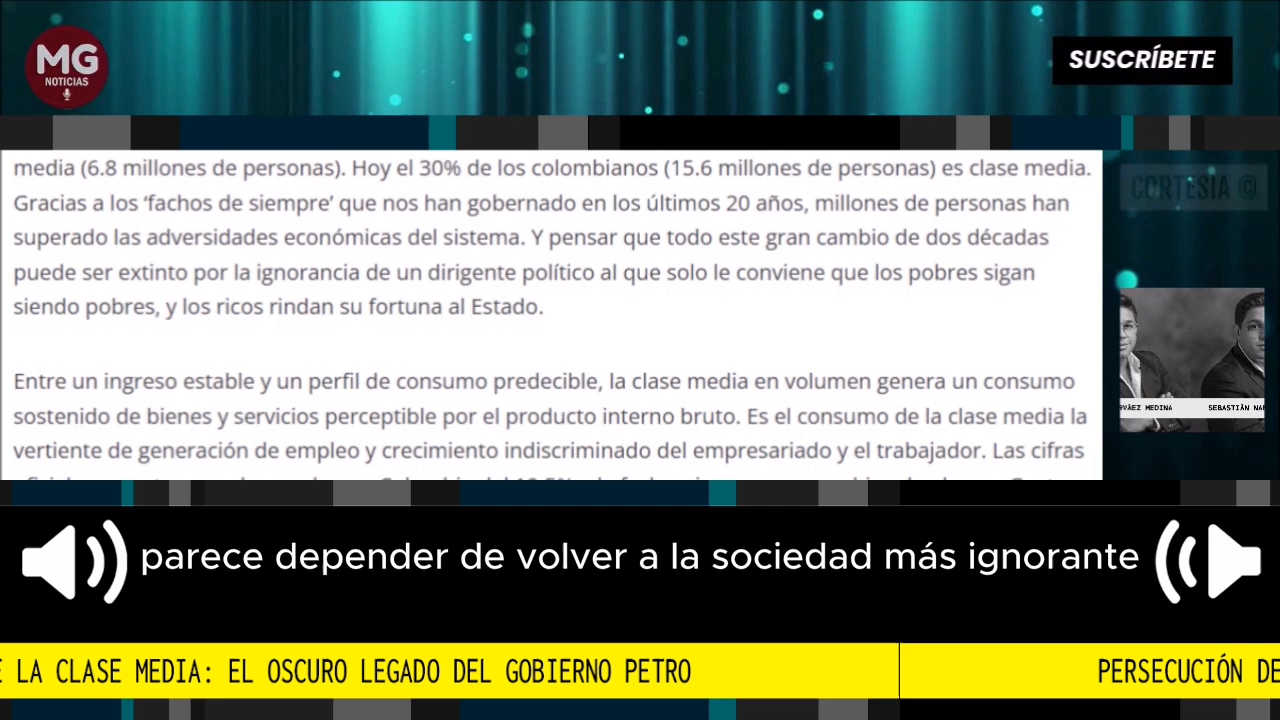 MG
NOTICIAS
SUSCRÍBETE
media (6.8 millones de personas). Hoy el 30% de los colombianos (15.6 millones de personas) es clase media.
Gracias a los ‘fachos de siempre’ que nos han gobernado en los últimos 20 años, millones de personas han
superado las adversidades económicas del sistema. Y pensar que todo este gran cambio de dos décadas
puede ser extinto por la ignorancia de un dirigente político al que solo le conviene que los pobres sigan
siendo pobres, y los ricos rindan su fortuna al Estado.
Entre un ingreso estable y un perfil de consumo predecible, la clase media en volumen genera un consumo
sostenido de bienes y servicios perceptible por el producto interno bruto. Es el consumo de la clase media la
vertiente de generación de empleo y crecimiento indiscriminado del empresariado y el trabajador. Las cifras
CORTESIA ©
MEDINA SEBASTIÁN
parece depender de volver a la sociedad más ignorante
E LA CLASE MEDIA: EL OSCURO LEGADO DEL GOBIERNO PETRO PERSECUCIÓN DE